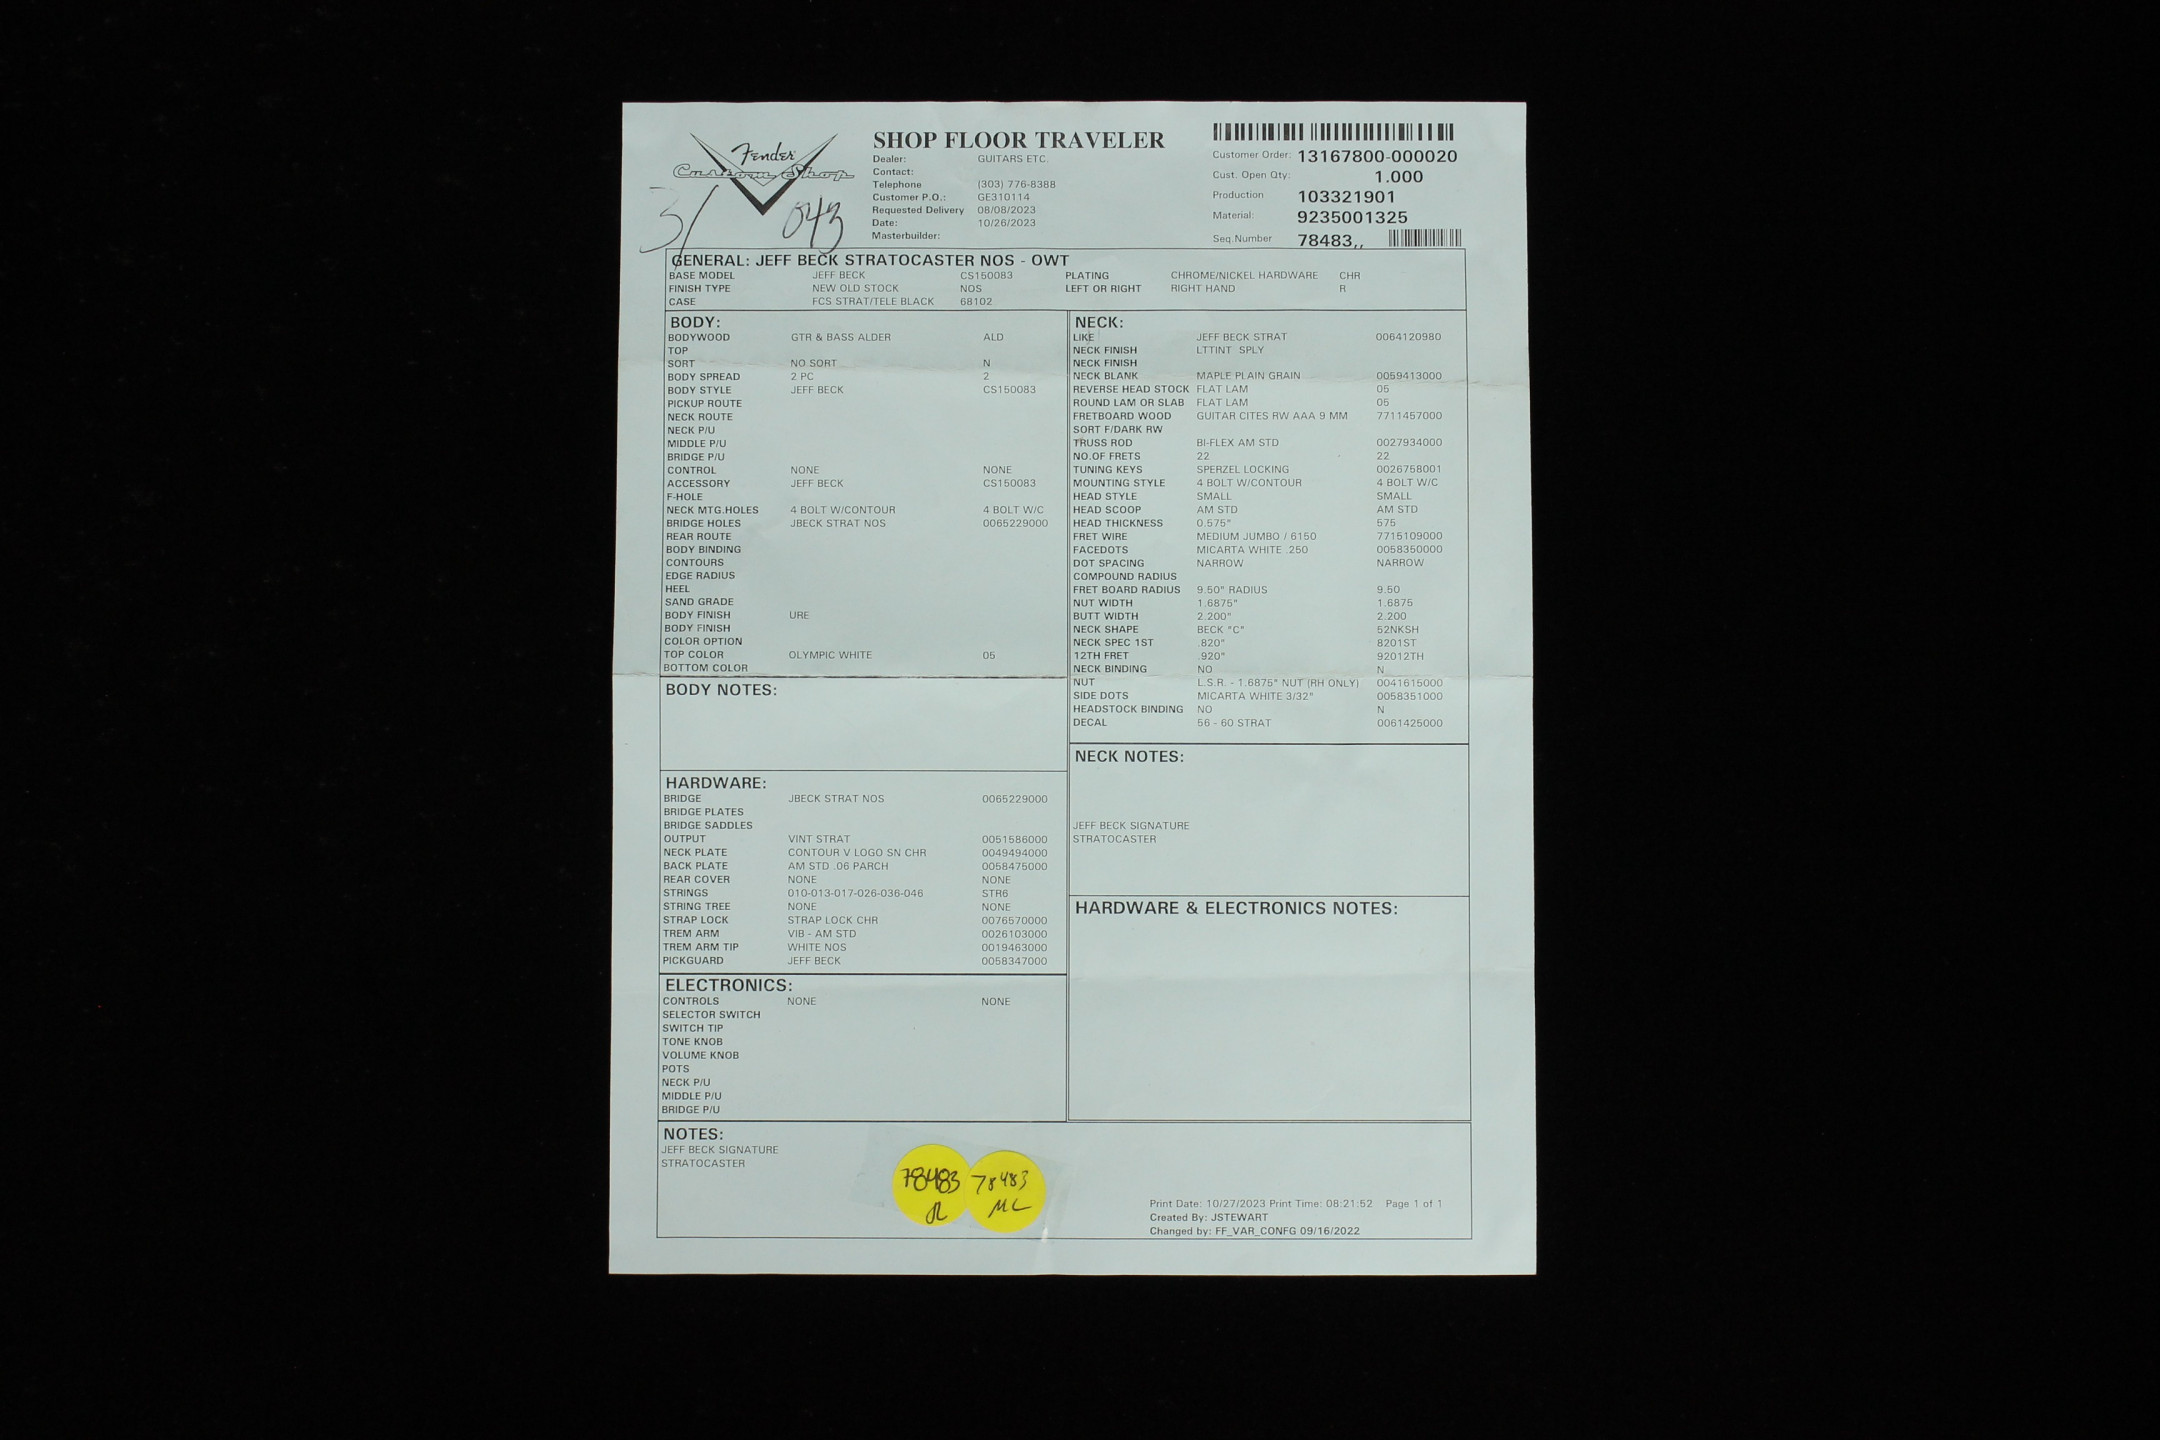 Fender
Custom Shop
3/ 043
SHOP FLOOR TRAVELER
Dealer: GUITARS ETC.
Contact:
Telephone (303) 776-8388
Customer P.O.: GE310114
Requested Delivery 08/08/2023
Date: 10/26/2023
Masterbuilder:
Customer Order: 13167800-000020
Cust. Open Qty: 1.000
Production 103321901
Material: 9235001325
Seq.Number 78483,,
GENERAL: JEFF BECK STRATOCASTER NOS - OWT
BASE MODEL JEFF BECK CS150083 PLATING CHROME/NICKEL HARDWARE CHR
FINISH TYPE NEW OLD STOCK NOS LEFT OR RIGHT RIGHT HAND R
CASE FCS STRAT/TELE BLACK 68102
BODY:
BODYWOOD GTR & BASS ALDER ALD
TOP
SORT NO SORT N
BODY SPREAD 2 PC 2
BODY STYLE JEFF BECK CS150083
PICKUP ROUTE
NECK ROUTE
NECK P/U
MIDDLE P/U
BRIDGE P/U
CONTROL NONE NONE
ACCESSORY JEFF BECK CS150083
F-HOLE
NECK MTG.HOLES 4 BOLT W/CONTOUR 4 BOLT W/C
BRIDGE HOLES JBECK STRAT NOS 0065229000
REAR ROUTE
BODY BINDING
CONTOURS
EDGE RADIUS
HEEL
SAND GRADE
BODY FINISH URE
BODY FINISH
COLOR OPTION
TOP COLOR OLYMPIC WHITE 05
BOTTOM COLOR
BODY NOTES:
HARDWARE:
BRIDGE JBECK STRAT NOS 0065229000
BRIDGE PLATES
BRIDGE SADDLES
OUTPUT VINT STRAT 0051586000
NECK PLATE CONTOUR V LOGO SN CHR 0049494000
BACK PLATE AM STD .06 PARCH 0058475000
REAR COVER NONE NONE
STRINGS 010-013-017-026-036-046 STR6
STRING TREE NONE NONE
STRAP LOCK STRAP LOCK CHR 0076570000
TREM ARM VIB - AM STD 0026103000
TREM ARM TIP WHITE NOS 0019463000
PICKGUARD JEFF BECK 0058347000
ELECTRONICS:
CONTROLS NONE NONE
SELECTOR SWITCH
SWITCH TIP
TONE KNOB
VOLUME KNOB
POTS
NECK P/U
MIDDLE P/U
BRIDGE P/U
NECK:
LIKE JEFF BECK STRAT 0064120980
NECK FINISH LTTINT SPLY
NECK FINISH
NECK BLANK MAPLE PLAIN GRAIN 0059413000
REVERSE HEAD STOCK FLAT LAM 05
ROUND LAM OR SLAB FLAT LAM 05
FRETBOARD WOOD GUITAR CITES RW AAA 9 MM 7711457000
SORT F/DARK RW
TRUSS ROD BI-FLEX AM STD 0027934000
NO.OF FRETS 22 22
TUNING KEYS SPERZEL LOCKING 0026758001
MOUNTING STYLE 4 BOLT W/CONTOUR 4 BOLT W/C
HEAD STYLE SMALL SMALL
HEAD SCOOP AM STD AM STD
HEAD THICKNESS 0.575" 575
FRET WIRE MEDIUM JUMBO / 6150 7715109000
FACEDOTS MICARTA WHITE .250 0058350000
DOT SPACING NARROW NARROW
COMPOUND RADIUS
FRET BOARD RADIUS 9.50" RADIUS 9.50
NUT WIDTH 1.6875" 1.6875
BUTT WIDTH 2.200" 2.200
NECK SHAPE BECK "C" 52NKSH
NECK SPEC 1ST .820" 8201ST
12TH FRET .920" 92012TH
NECK BINDING NO N
NUT L.S.R. - 1.6875" NUT (RH ONLY) 0041615000
SIDE DOTS MICARTA WHITE 3/32" 0058351000
HEADSTOCK BINDING NO N
DECAL 56 - 60 STRAT 0061425000
NECK NOTES:
JEFF BECK SIGNATURE
STRATOCASTER
HARDWARE & ELECTRONICS NOTES:
NOTES:
JEFF BECK SIGNATURE
STRATOCASTER
78483
78483
ML
Print Date: 10/27/2023 Print Time: 08:21:52 Page 1 of 1
Created By: JSTEWART
Changed by: FF_VAR_CONFG 09/16/2022